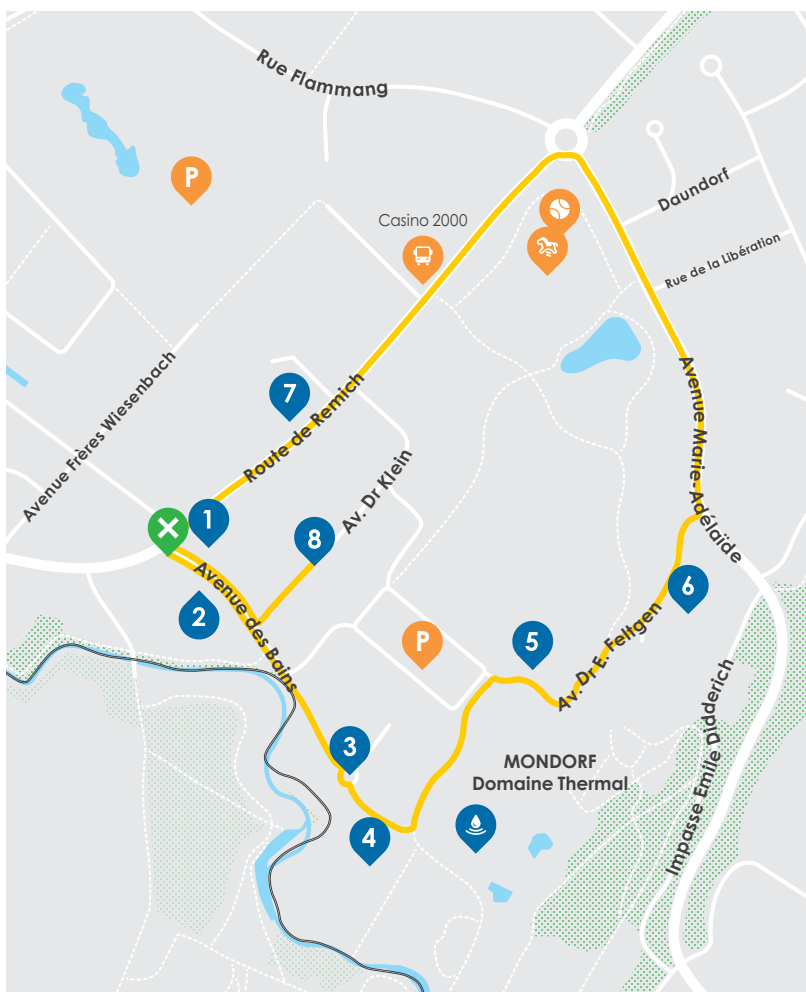 Rue Flammang
P
Daundorf
Casino 2000
Rue de la Libération
Avenue Frères Wiesenbach
7
Route de Remich
Avenue Marie-Adélaïde
Av. Dr Klein
1
8
2
Avenue des Bains
6
P
5
Av. Dr E. Feltgen
3
Impasse Emile Didderich
MONDORF
Domaine Thermal
4